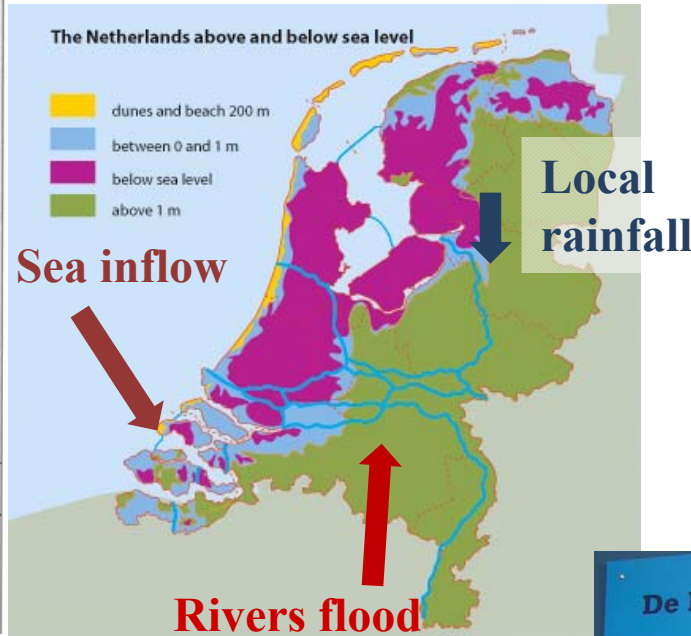 The Netherlands above and below sea level
dunes and beach 200 m
between 0 and 1 m
below sea level
above 1 m
Local
rainfall
Sea inflow
Rivers flood
De